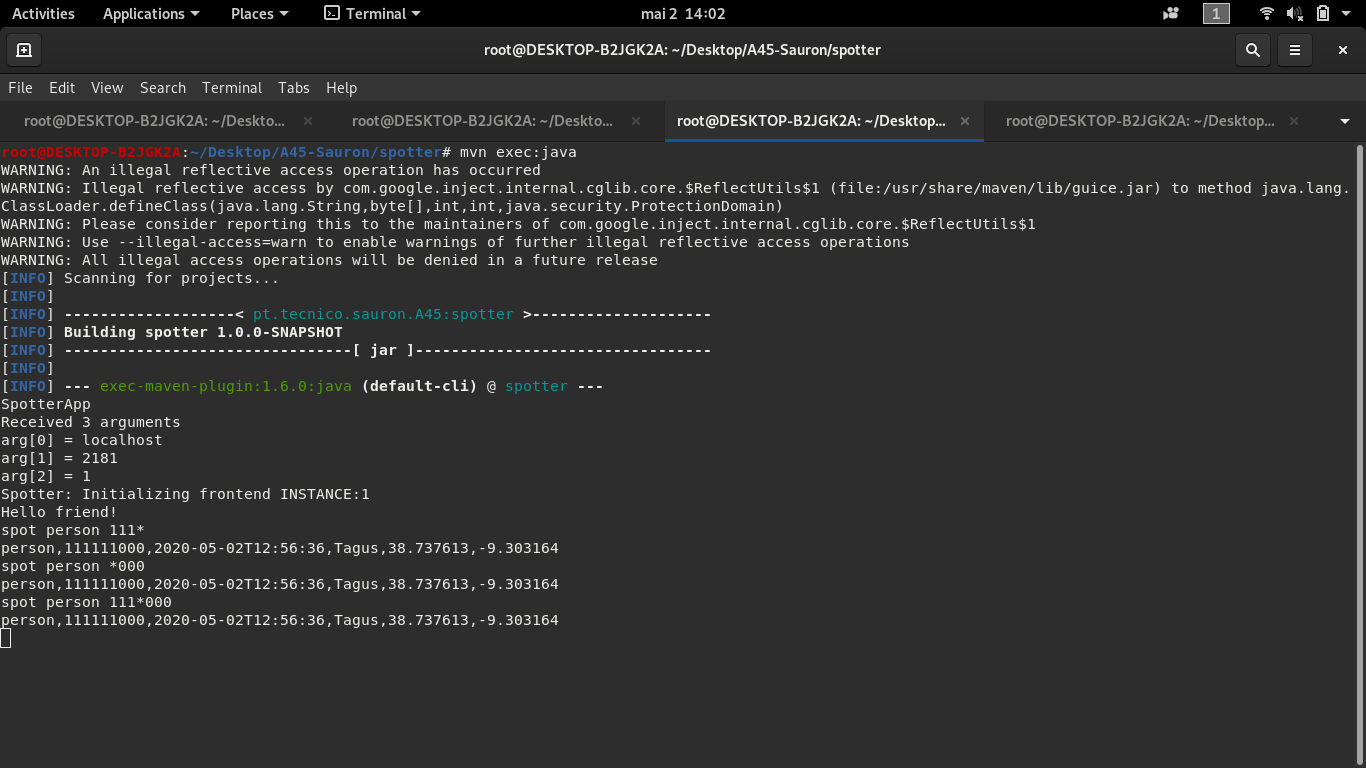 Activities Applications Places Terminal mai 2 14:02 1
root@DESKTOP-B2JGK2A: ~/Desktop/A45-Sauron/spotter
File Edit View Search Terminal Tabs Help
root@DESKTOP-B2JGK2A: ~/Deskto... root@DESKTOP-B2JGK2A: ~/Deskto... root@DESKTOP-B2JGK2A: ~/Desktop... root@DESKTOP-B2JGK2A: ~/Desktop...
root@DESKTOP-B2JGK2A:~/Desktop/A45-Sauron/spotter# mvn exec:java
WARNING: An illegal reflective access operation has occurred
WARNING: Illegal reflective access by com.google.inject.internal.cglib.core.$ReflectUtils$1 (file:/usr/share/maven/lib/guice.jar) to method java.lang.
ClassLoader.defineClass(java.lang.String,byte[],int,int,java.security.ProtectionDomain)
WARNING: Please consider reporting this to the maintainers of com.google.inject.internal.cglib.core.$ReflectUtils$1
WARNING: Use --illegal-access=warn to enable warnings of further illegal reflective access operations
WARNING: All illegal access operations will be denied in a future release
[INFO] Scanning for projects...
[INFO]
[INFO] -------------------< pt.tecnico.sauron.A45:spotter >--------------------
[INFO] Building spotter 1.0.0-SNAPSHOT
[INFO] --------------------------------[ jar ]---------------------------------
[INFO]
[INFO] --- exec-maven-plugin:1.6.0:java (default-cli) @ spotter ---
SpotterApp
Received 3 arguments
arg[0] = localhost
arg[1] = 2181
arg[2] = 1
Spotter: Initializing frontend INSTANCE:1
Hello friend!
spot person 111*
person,111111000,2020-05-02T12:56:36,Tagus,38.737613,-9.303164
spot person *000
person,111111000,2020-05-02T12:56:36,Tagus,38.737613,-9.303164
spot person 111*000
person,111111000,2020-05-02T12:56:36,Tagus,38.737613,-9.303164